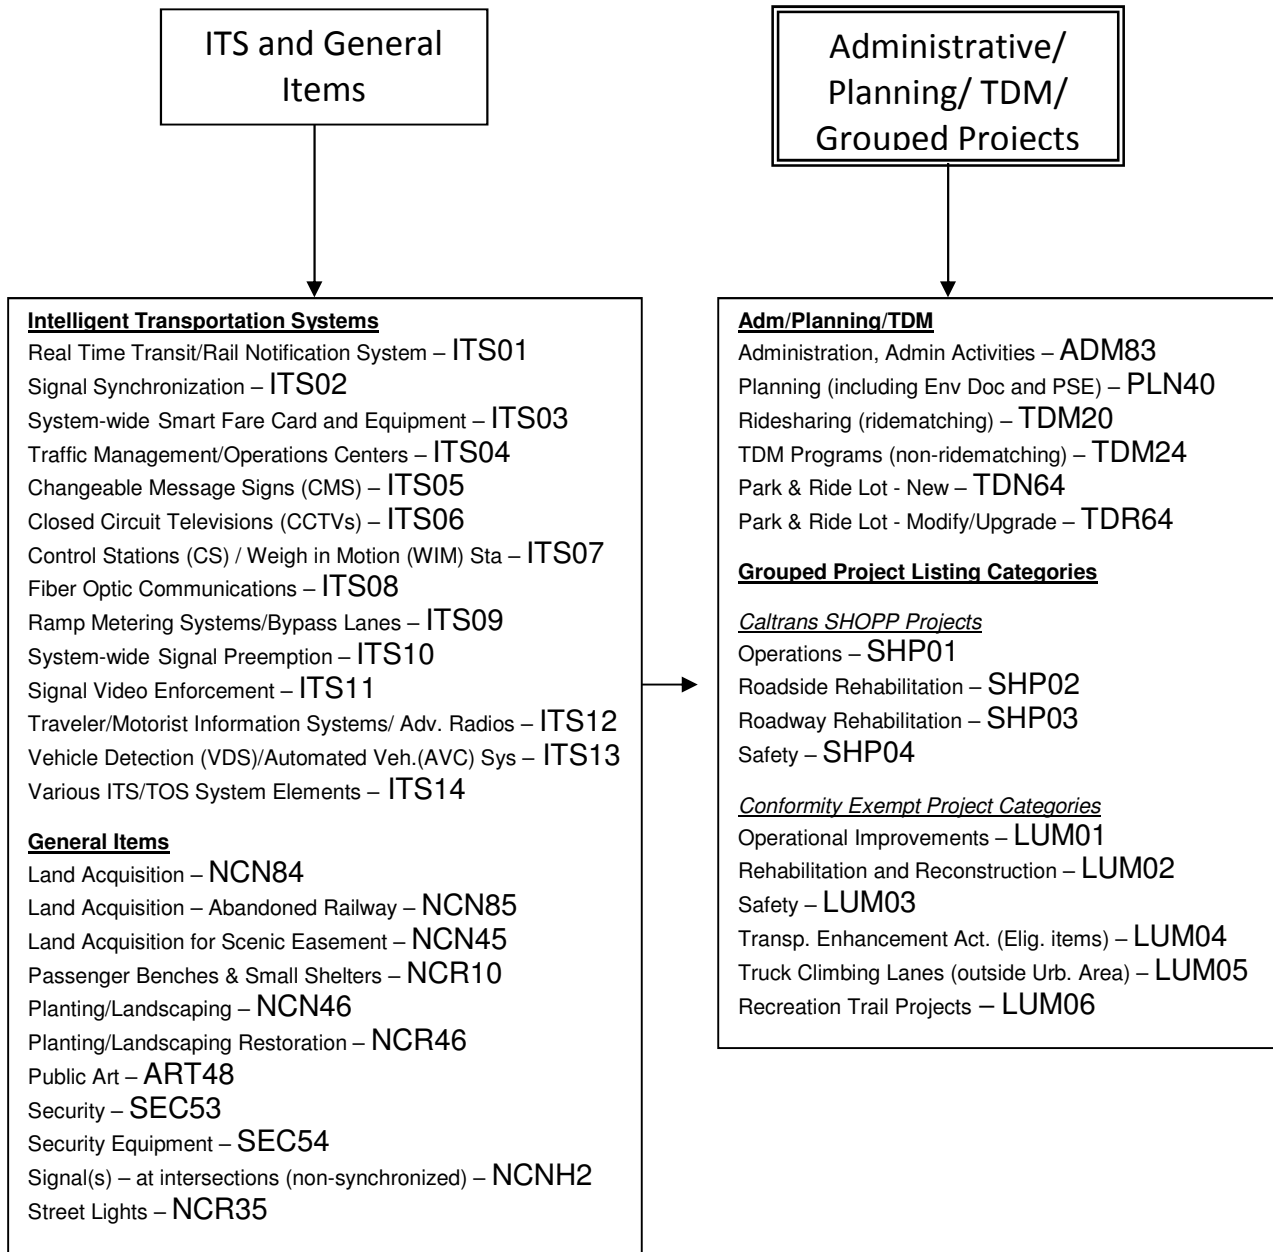 ITS and General
Items
Administrative/
Planning/ TDM/
Grouped Projects
Intelligent Transportation Systems
Real Time Transit/Rail Notification System – ITS01
Signal Synchronization – ITS02
System-wide Smart Fare Card and Equipment – ITS03
Traffic Management/Operations Centers – ITS04
Changeable Message Signs (CMS) – ITS05
Closed Circuit Televisions (CCTVs) – ITS06
Control Stations (CS) / Weigh in Motion (WIM) Sta – ITS07
Fiber Optic Communications – ITS08
Ramp Metering Systems/Bypass Lanes – ITS09
System-wide Signal Preemption – ITS10
Signal Video Enforcement – ITS11
Traveler/Motorist Information Systems/ Adv. Radios – ITS12
Vehicle Detection (VDS)/Automated Veh.(AVC) Sys – ITS13
Various ITS/TOS System Elements – ITS14
General Items
Land Acquisition – NCN84
Land Acquisition – Abandoned Railway – NCN85
Land Acquisition for Scenic Easement – NCN45
Passenger Benches & Small Shelters – NCR10
Planting/Landscaping – NCN46
Planting/Landscaping Restoration – NCR46
Public Art – ART48
Security – SEC53
Security Equipment – SEC54
Signal(s) – at intersections (non-synchronized) – NCNH2
Street Lights – NCR35
Adm/Planning/TDM
Administration, Admin Activities – ADM83
Planning (including Env Doc and PSE) – PLN40
Ridesharing (ridematching) – TDM20
TDM Programs (non-ridematching) – TDM24
Park & Ride Lot - New – TDN64
Park & Ride Lot - Modify/Upgrade – TDR64
Grouped Project Listing Categories
Caltrans SHOPP Projects
Operations – SHP01
Roadside Rehabilitation – SHP02
Roadway Rehabilitation – SHP03
Safety – SHP04
Conformity Exempt Project Categories
Operational Improvements – LUM01
Rehabilitation and Reconstruction – LUM02
Safety – LUM03
Transp. Enhancement Act. (Elig. items) – LUM04
Truck Climbing Lanes (outside Urb. Area) – LUM05
Recreation Trail Projects – LUM06